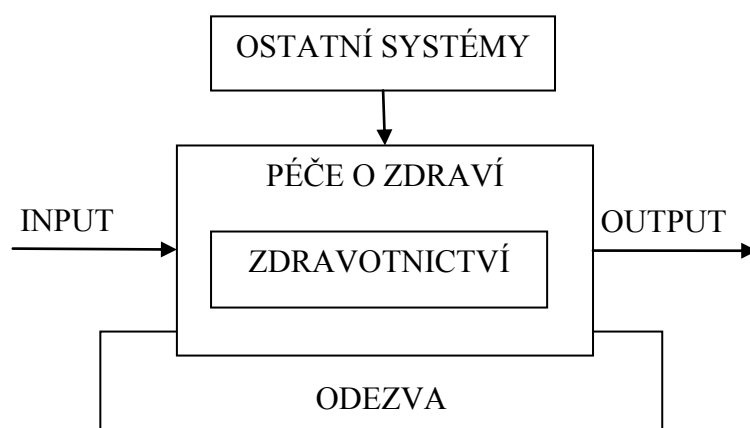 OSTATNÍ SYSTÉMY
PÉČE O ZDRAVÍ
INPUT
OUTPUT
ZDRAVOTNICTVÍ
ODEZVA